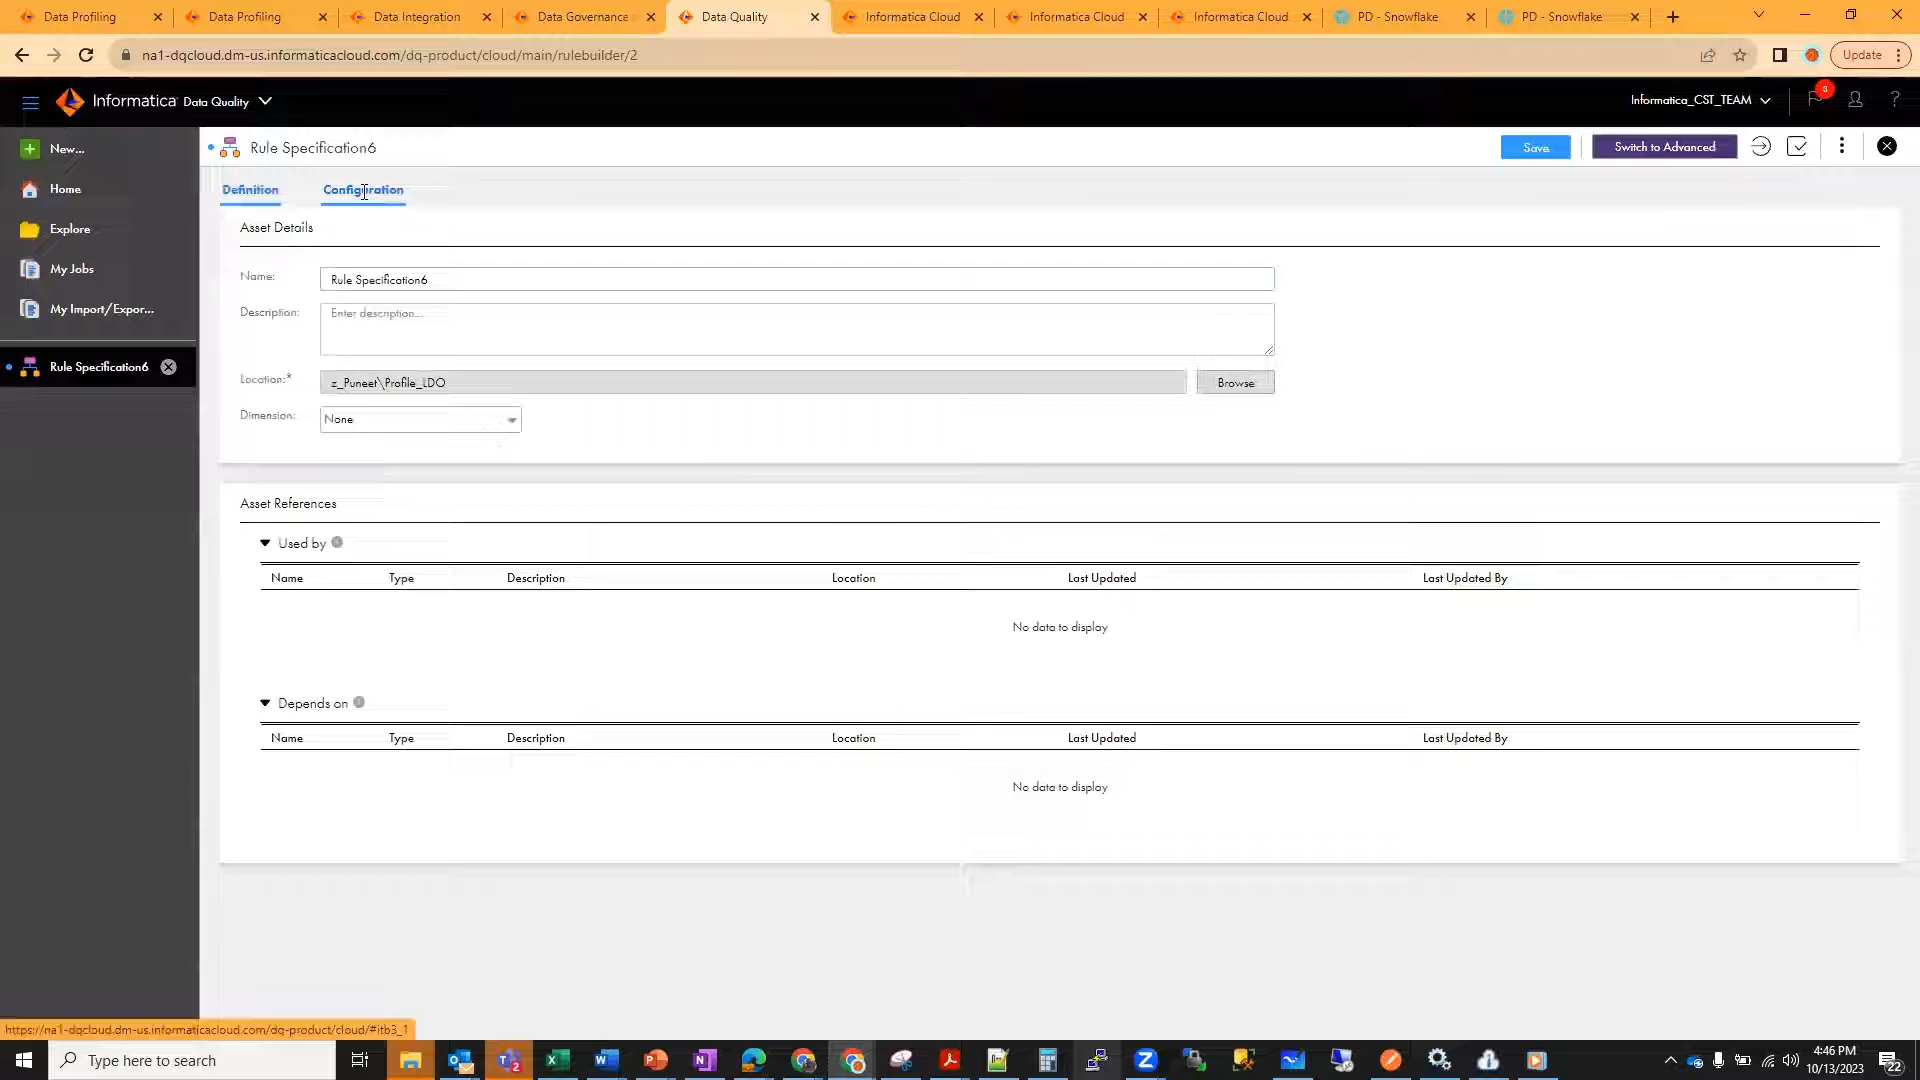 Data Profiling
Data Profiling
Data Integration
Data Governance
Data Quality
Informatica Cloud
Informatica Cloud
Informatica Cloud
PD - Snowflake
PD - Snowflake
na1-dqcloud.dm-us.informaticacloud.com/dq-product/cloud/main/rulebuilder/2
Update
Informatica Data Quality
Informatica_CST_TEAM
3
?
New...
Home
Explore
My Jobs
My Import/Expor...
Rule Specification6
Rule Specification6
Save
Switch to Advanced
Definition
Configuration
Asset Details
Name:
Rule Specification6
Description:
Enter description...
Location:*
z_Puneet\Profile_LDO
Browse
Dimension:
None
Asset References
Used by
Name Type Description Location Last Updated Last Updated By
No data to display
Depends on
Name Type Description Location Last Updated Last Updated By
No data to display
https://na1-dqcloud.dm-us.informaticacloud.com/dq-product/cloud/#itb3_1
Type here to search
4:46 PM
10/13/2023
22